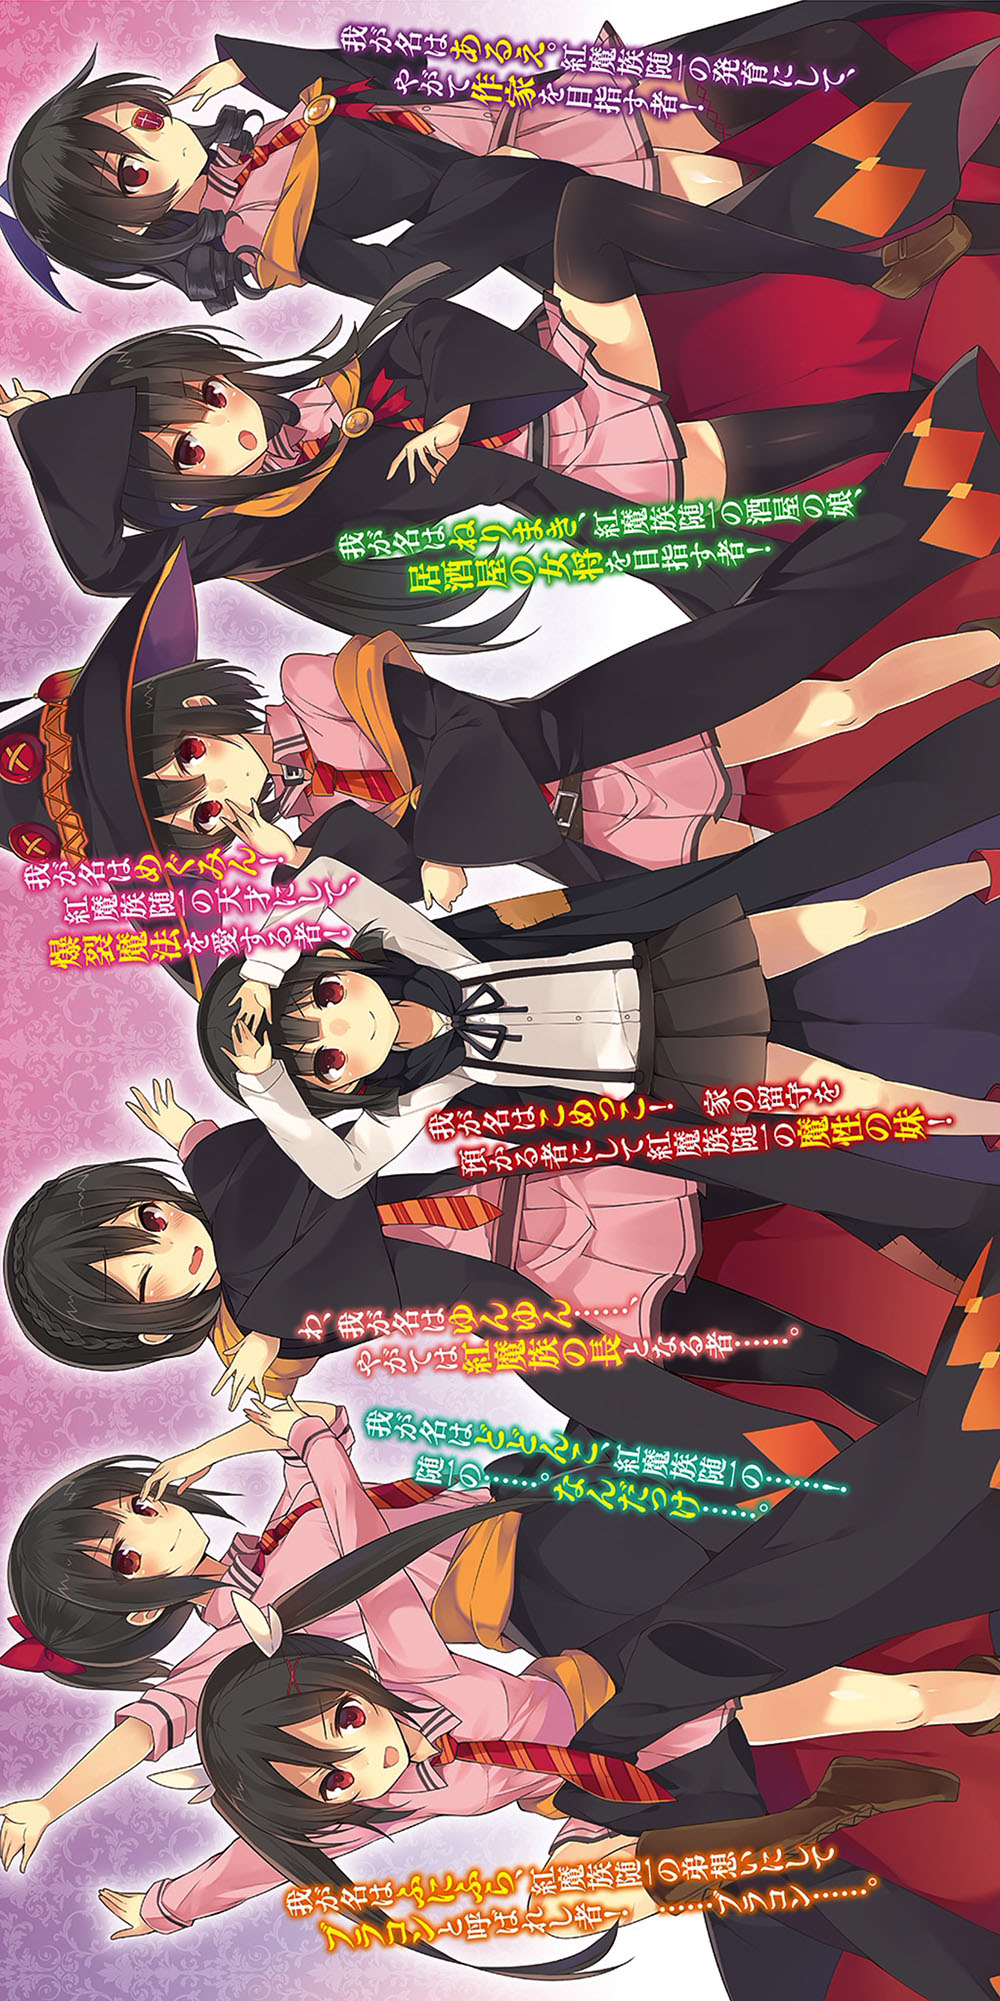 我が名はあるえ。紅魔族随一の発育にして、
やがて作家を目指す者！
我が名はねりまき、紅魔族随一の酒屋の娘、
居酒屋の女将を目指す者！
我が名はめぐみん！
紅魔族随一の天才にして、
爆裂魔法を愛する者！
我が名はこめっこ！　家の留守を
預かる者にして紅魔族随一の魔性の妹！
わ、我が名はゆんゆん……、
やがては紅魔族の長となる者……。
我が名はどどんこ、紅魔族随一の……！
随一の……。なんだっけ……。
我が名はふにふら、紅魔族随一の弟想いにして
ブラコンと呼ばれし者！　……ブラコン……。